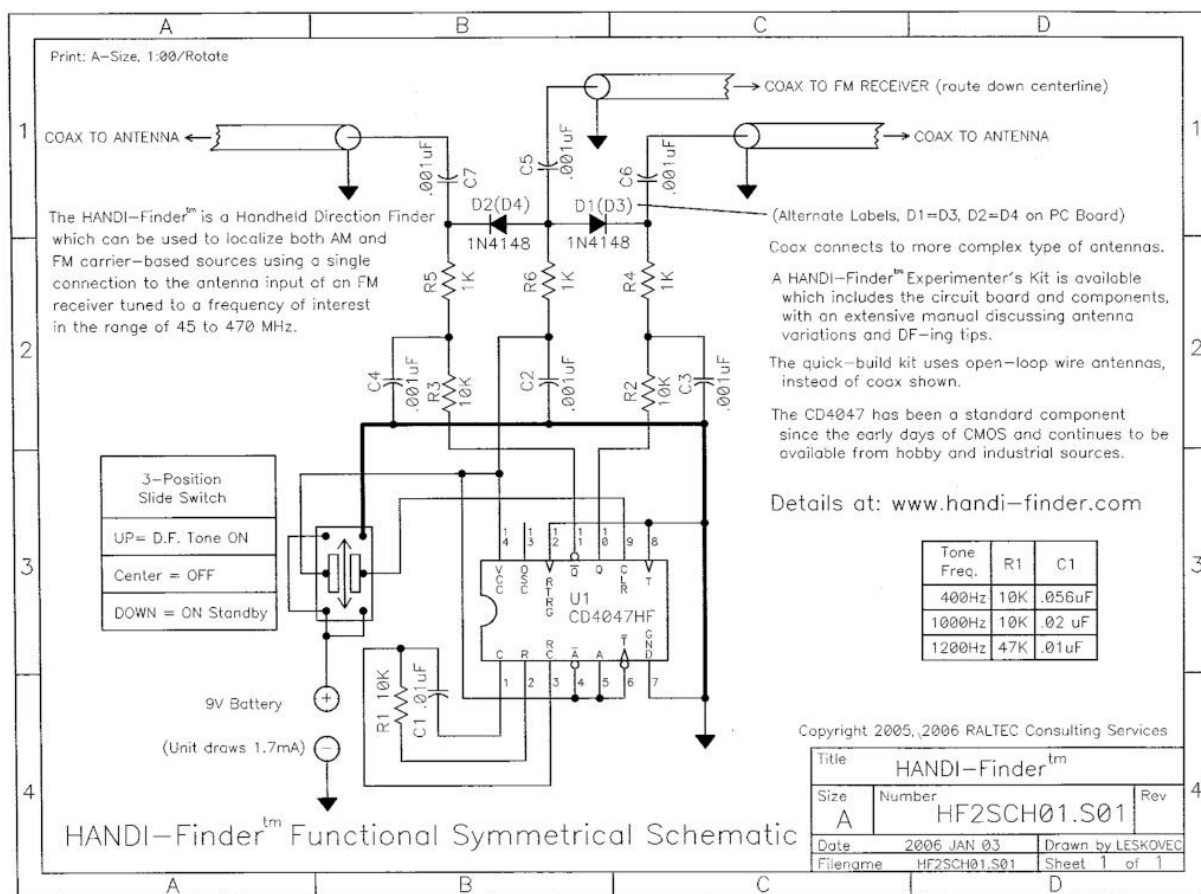 A B C D
Print: A-Size, 1:00/Rotate
COAX TO FM RECEIVER (route down centerline)
1
COAX TO ANTENNA
COAX TO ANTENNA
1
C7
.001uF
C5
.001uF
C6
.001uF
The HANDI-Finder™ is a Handheld Direction Finder
which can be used to localize both AM and
FM carrier-based sources using a single
connection to the antenna input of an FM
receiver tuned to a frequency of interest
in the range of 45 to 470 MHz.
D2(D4)
1N4148
D1(D3)
1N4148
(Alternate Labels, D1=D3, D2=D4 on PC Board)
Coax connects to more complex type of antennas.
A HANDI-Finder™ Experimenter's Kit is available
which includes the circuit board and components,
with an extensive manual discussing antenna
variations and DF-ing tips.
The quick-build kit uses open-loop wire antennas,
instead of coax shown.
The CD4047 has been a standard component
since the early days of CMOS and continues to be
available from hobby and industrial sources.
Details at: www.handi-finder.com
R5
1K
R6
1K
R4
1K
2
2
C4
.001uF
R3
10K
C2
.001uF
R2
10K
C3
.001uF
3-Position
Slide Switch
UP= D.F. Tone ON
Center = OFF
DOWN = ON Standby
3
3
14 13 12 11 10 9 8
VCC OSC RTRG Q Q CLR T
U1
CD4047HF
C R RC A A T GND
1 2 3 4 5 6 7
Tone Freq. R1 C1
400Hz 10K .056uF
1000Hz 10K .02 uF
1200Hz 47K .01uF
9V Battery
+
(Unit draws 1.7mA)
−
R1 10K
C1 .01uF
4
4
HANDI-Finder™ Functional Symmetrical Schematic
Copyright 2005, 2006 RALTEC Consulting Services
Title HANDI-Finder™
Size A
Number HF2SCH01.S01
Rev
Date 2006 JAN 03
Drawn by LESKOVEC
Filename HF2SCH01.S01
Sheet 1 of 1
A B C D